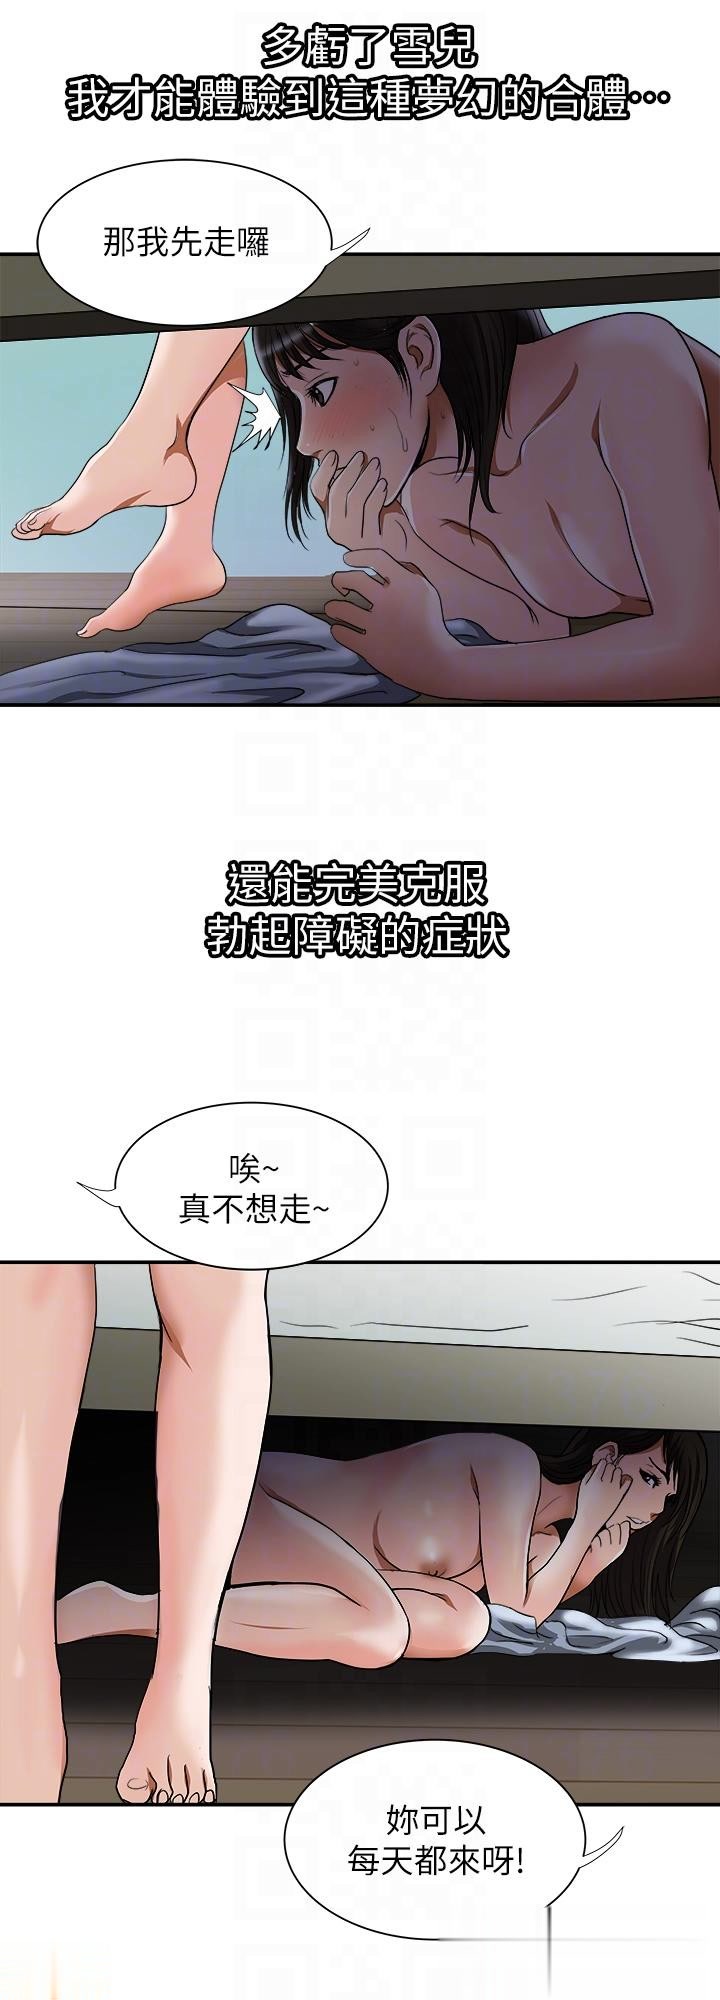 多虧了雪兒
我才能體驗到這種夢幻的合體…
那我先走囉
還能完美克服
勃起障礙的症狀
唉~
真不想走~
妳可以
每天都來呀!